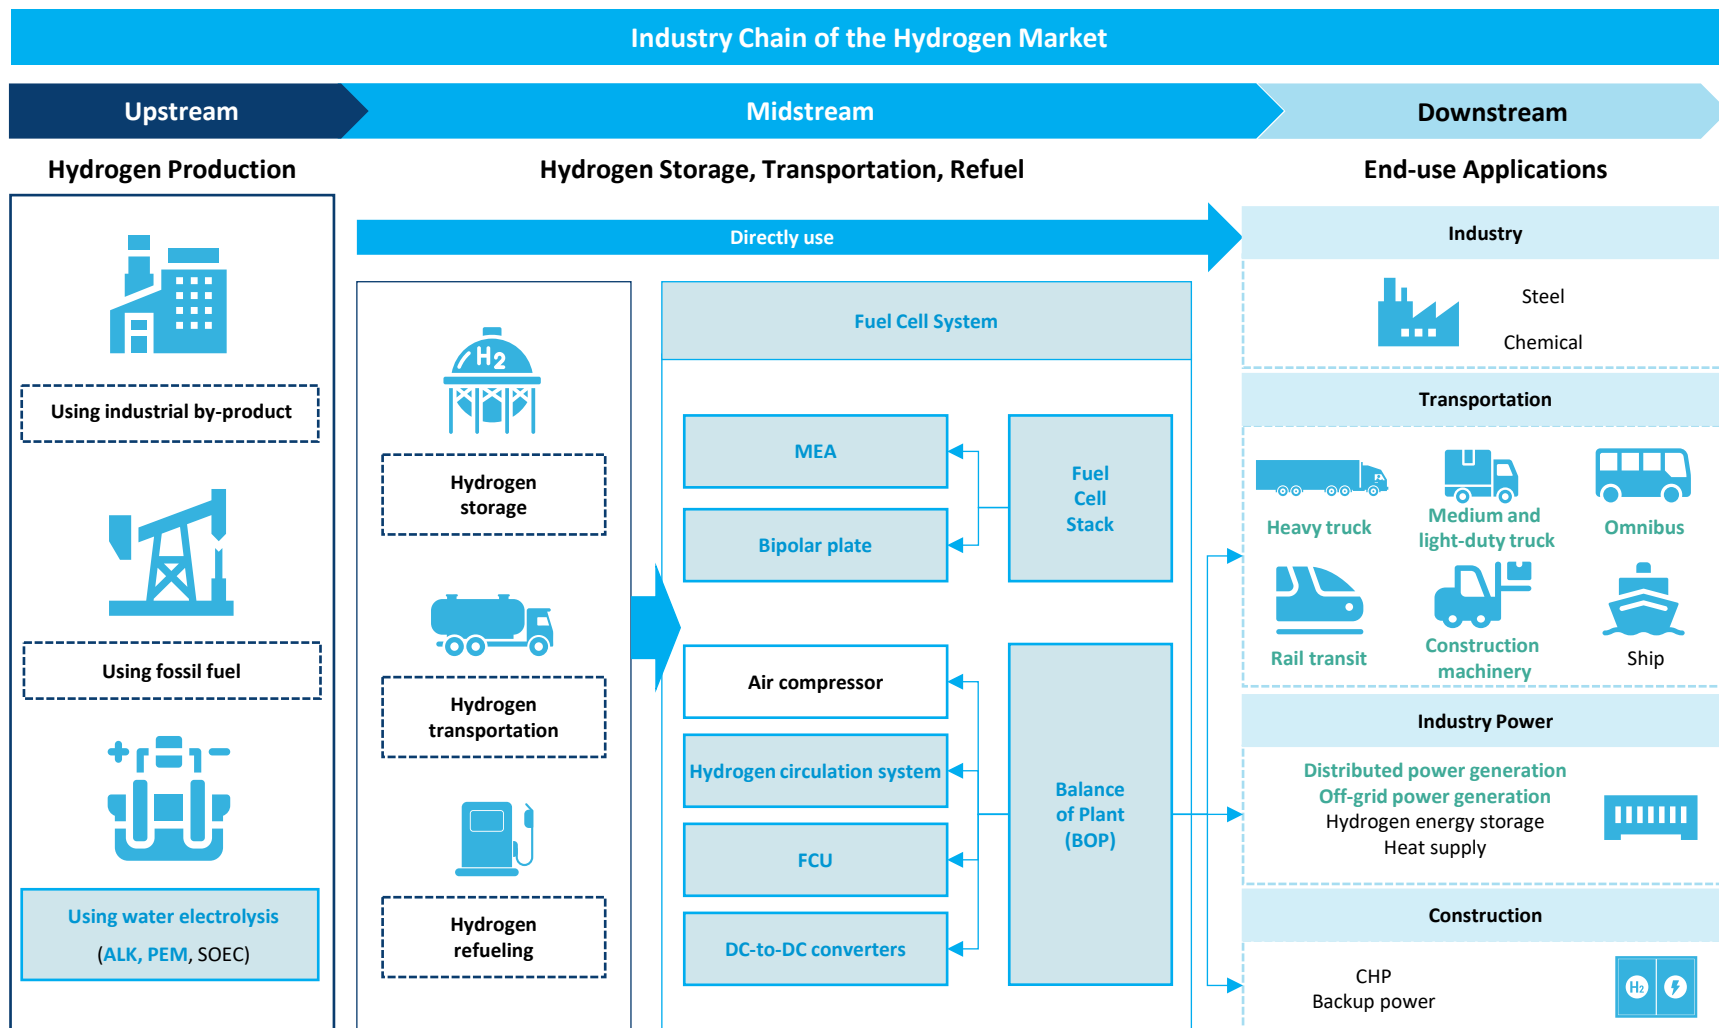 Industry Chain of the Hydrogen Market
Upstream
Midstream
Downstream
Hydrogen Production
Hydrogen Storage, Transportation, Refuel
End-use Applications
Using industrial by-product
Using fossil fuel
Using water electrolysis
(ALK, PEM, SOEC)
Directly use
H2
Hydrogen
storage
Hydrogen
transportation
Hydrogen
refueling
Fuel Cell System
MEA
Bipolar plate
Fuel
Cell
Stack
Air compressor
Hydrogen circulation system
FCU
DC-to-DC converters
Balance
of Plant
(BOP)
Industry
Steel
Chemical
Transportation
Heavy truck
Medium and
light-duty truck
Omnibus
Rail transit
Construction
machinery
Ship
Industry Power
Distributed power generation
Off-grid power generation
Hydrogen energy storage
Heat supply
Construction
CHP
Backup power
H2